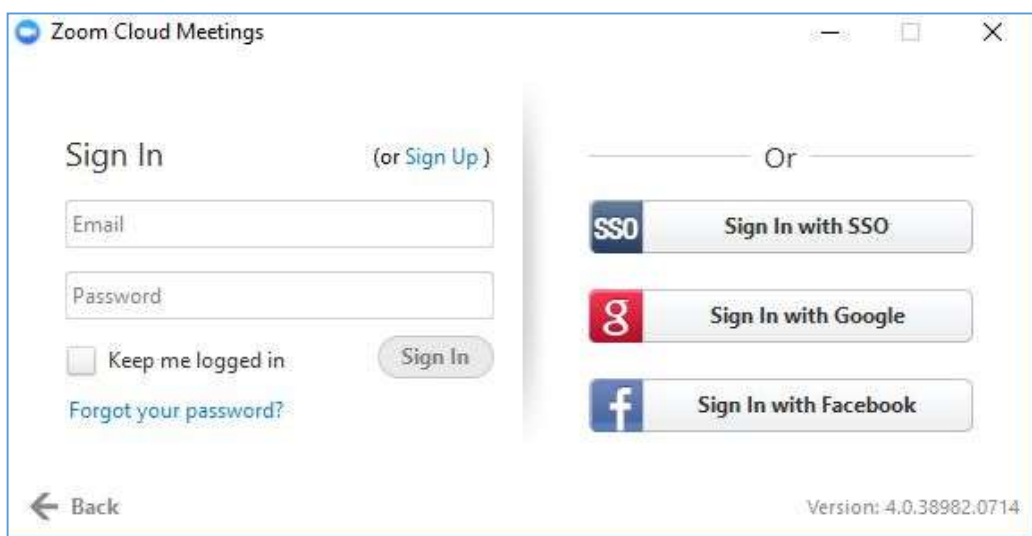 Zoom Cloud Meetings
Sign In (or Sign Up )
Email
Password
Keep me logged in Sign In
Forgot your password?
Or
SSO Sign In with SSO
g Sign In with Google
f Sign In with Facebook
Back
Version: 4.0.38982.0714